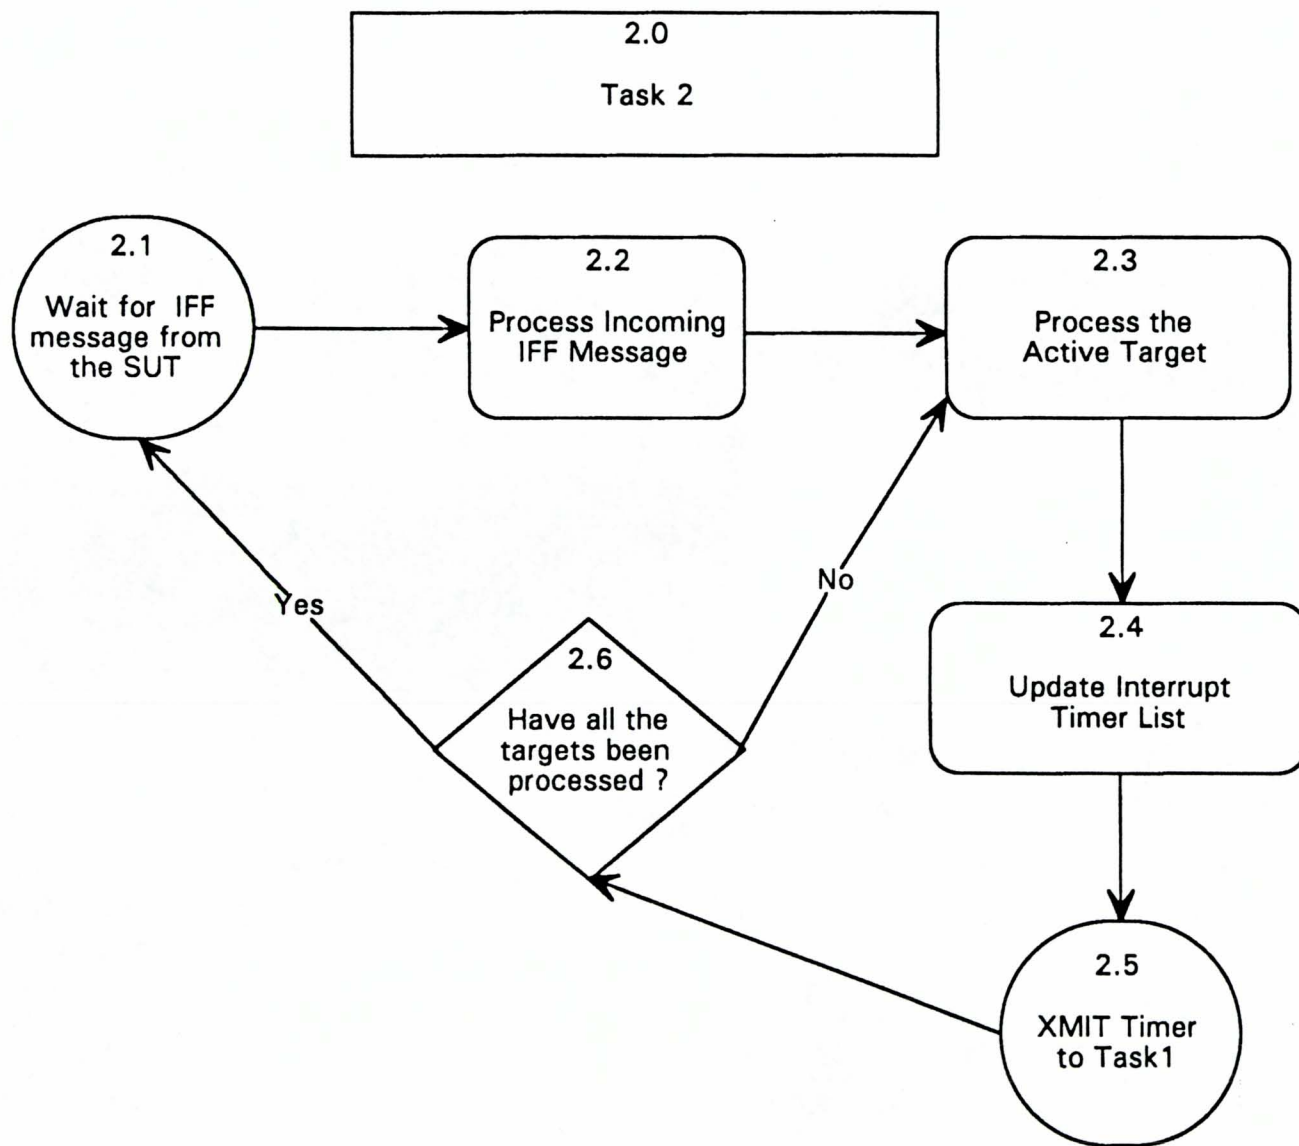 2.0
Task 2
2.1
Wait for IFF
message from
the SUT
2.2
Process Incoming
IFF Message
2.3
Process the
Active Target
Yes
No
2.4
Update Interrupt
Timer List
2.6
Have all the
targets been
processed ?
2.5
XMIT Timer
to Task1